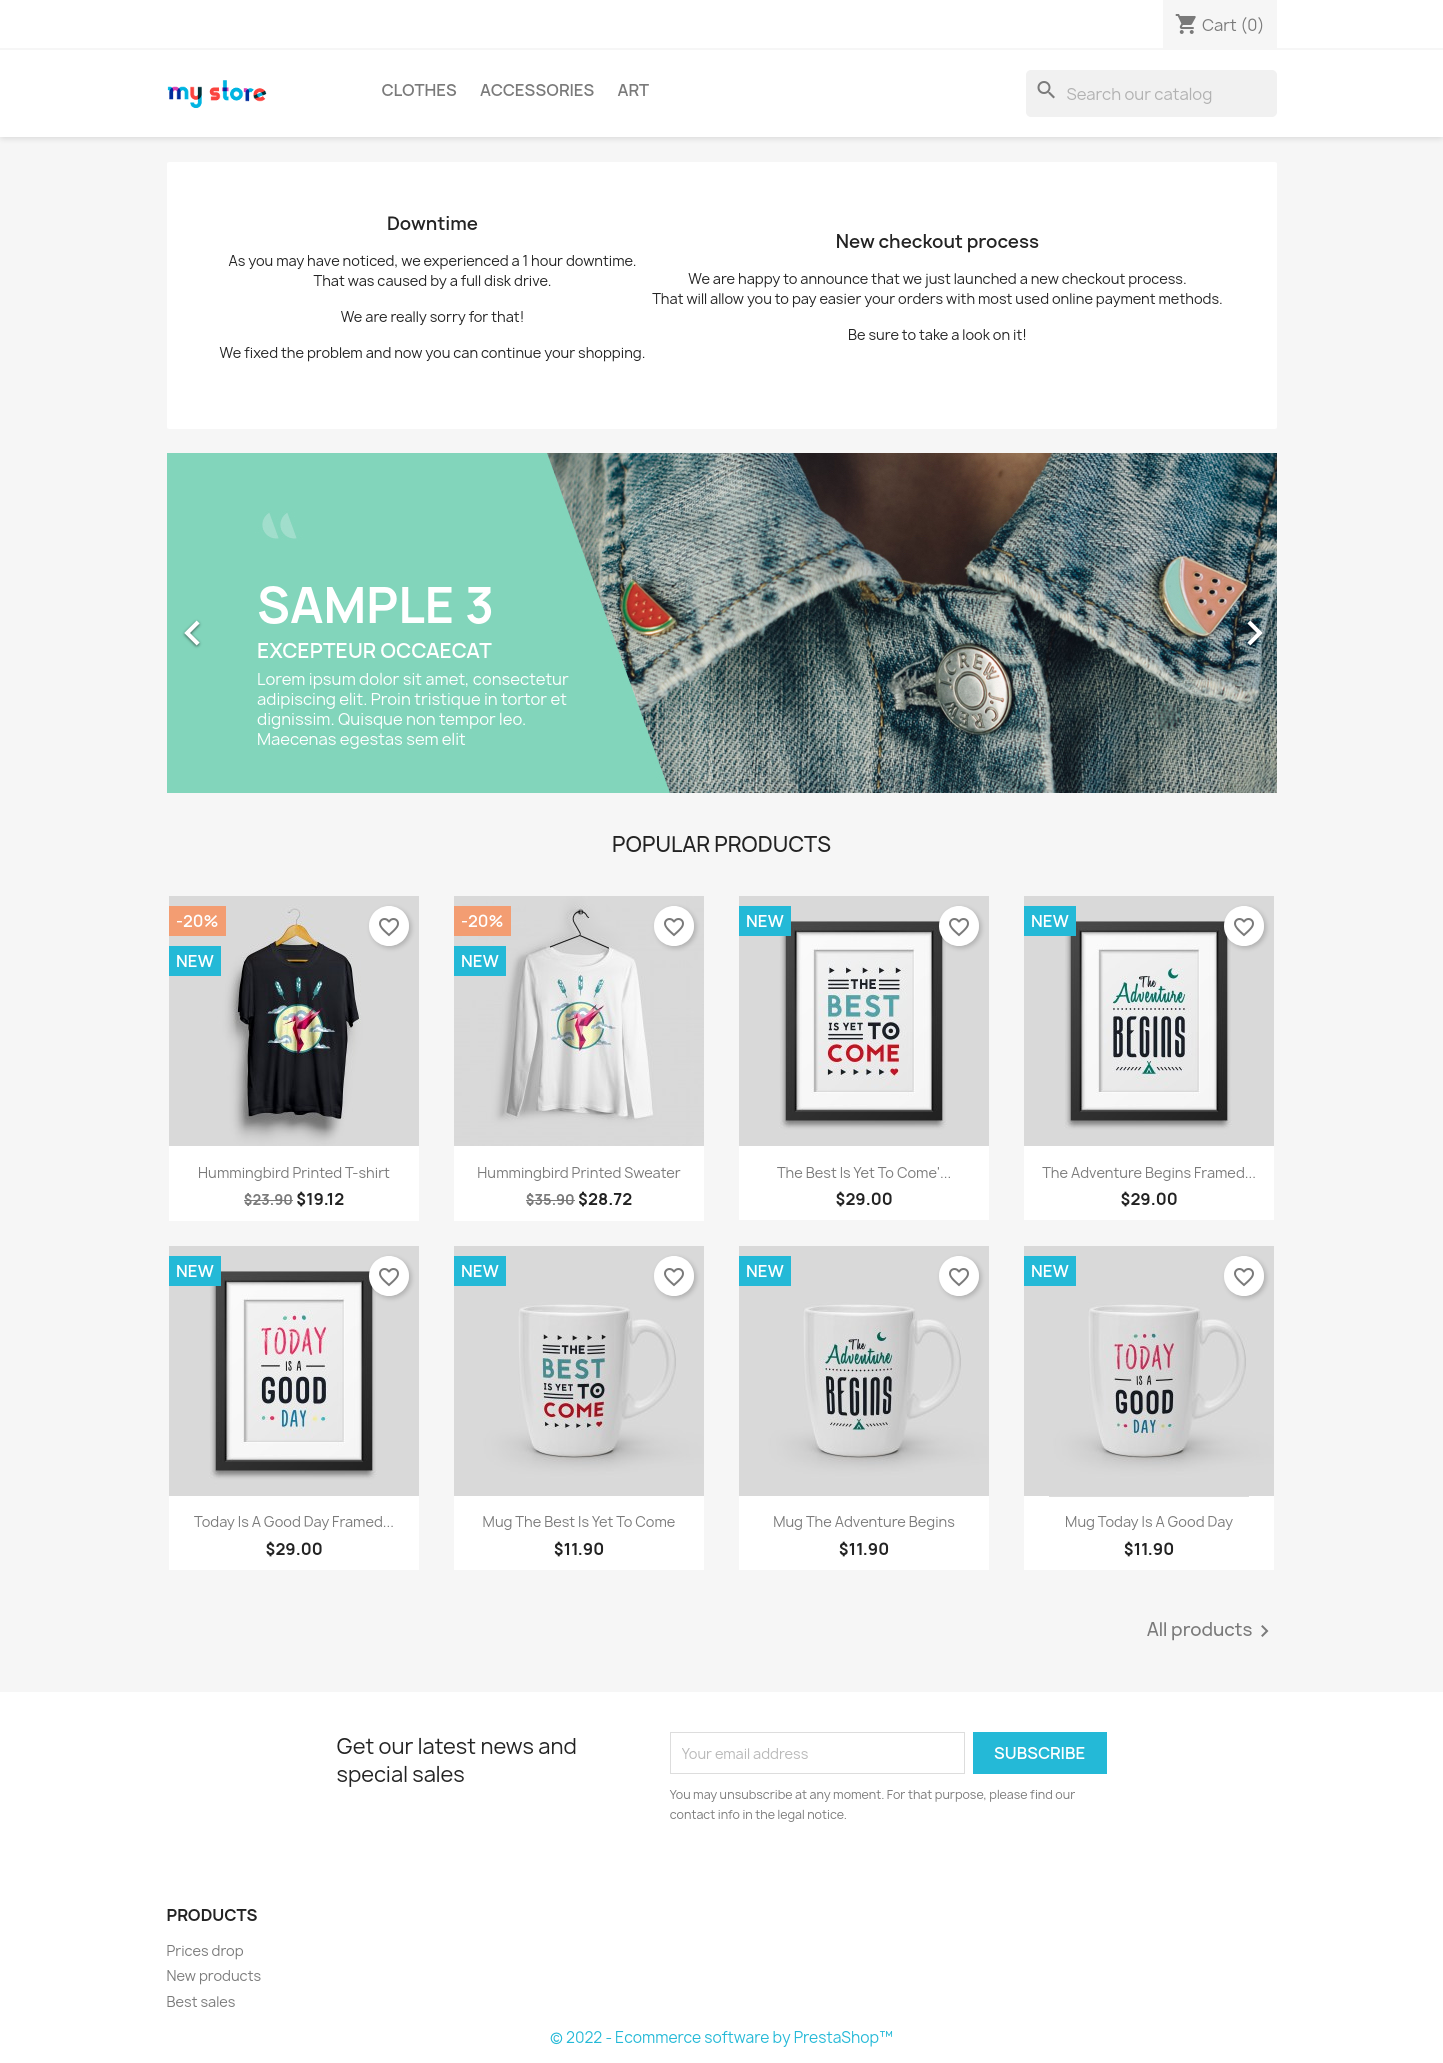 Cart (0)
my store
CLOTHES ACCESSORIES ART
Search our catalog
Downtime
As you may have noticed, we experienced a 1 hour downtime.
That was caused by a full disk drive.
We are really sorry for that!
We fixed the problem and now you can continue your shopping.
New checkout process
We are happy to announce that we just launched a new checkout process.
That will allow you to pay easier your orders with most used online payment methods.
Be sure to take a look on it!
SAMPLE 3
EXCEPTEUR OCCAECAT
Lorem ipsum dolor sit amet, consectetur
adipiscing elit. Proin tristique in tortor et
dignissim. Quisque non tempor leo.
Maecenas egestas sem elit
J.CREW J.CREW
POPULAR PRODUCTS
-20%
NEW
Hummingbird Printed T-shirt
$23.90 $19.12
-20%
NEW
Hummingbird Printed Sweater
$35.90 $28.72
NEW
THE
BEST
IS YET TO
COME
The Best Is Yet To Come'...
$29.00
NEW
The
Adventure
BEGINS
The Adventure Begins Framed...
$29.00
NEW
TODAY
IS A
GOOD
DAY
Today Is A Good Day Framed...
$29.00
NEW
THE
BEST
IS YET TO
COME
Mug The Best Is Yet To Come
$11.90
NEW
The
Adventure
BEGINS
Mug The Adventure Begins
$11.90
NEW
TODAY
IS A
GOOD
DAY
Mug Today Is A Good Day
$11.90
All products
Get our latest news and
special sales
Your email address
SUBSCRIBE
You may unsubscribe at any moment. For that purpose, please find our
contact info in the legal notice.
PRODUCTS
Prices drop
New products
Best sales
© 2022 - Ecommerce software by PrestaShop™